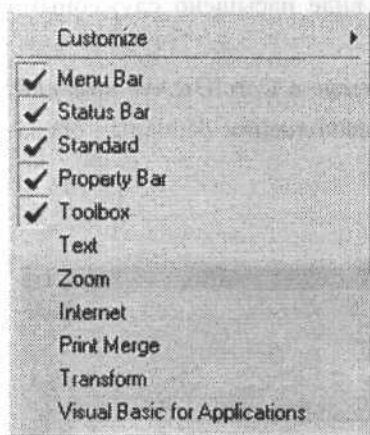 Customize
Menu Bar
Status Bar
Standard
Property Bar
Toolbox
Text
Zoom
Internet
Print Merge
Transform
Visual Basic for Applications